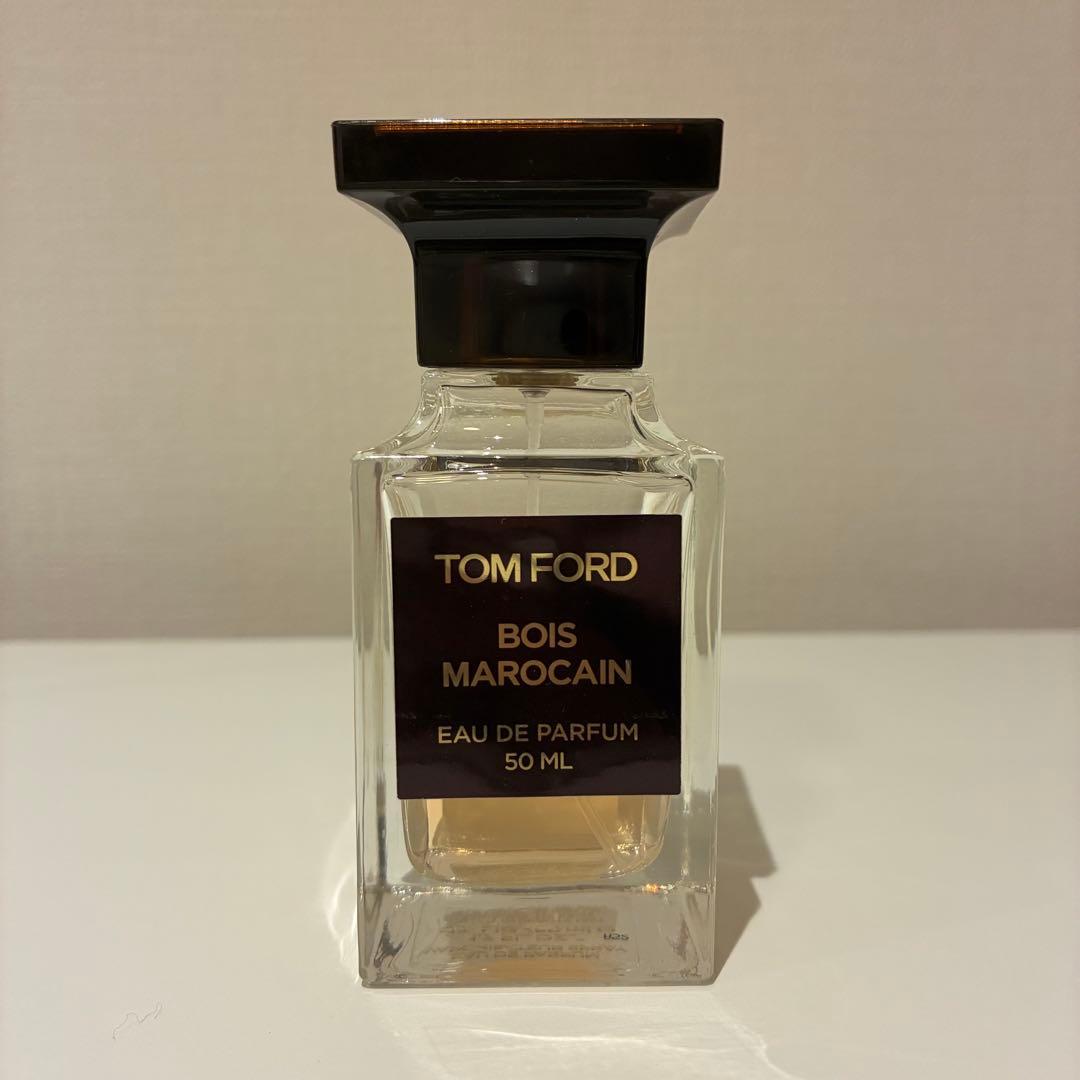 TOM FORD
BOIS
MAROCAIN
EAU DE PARFUM
50 ML